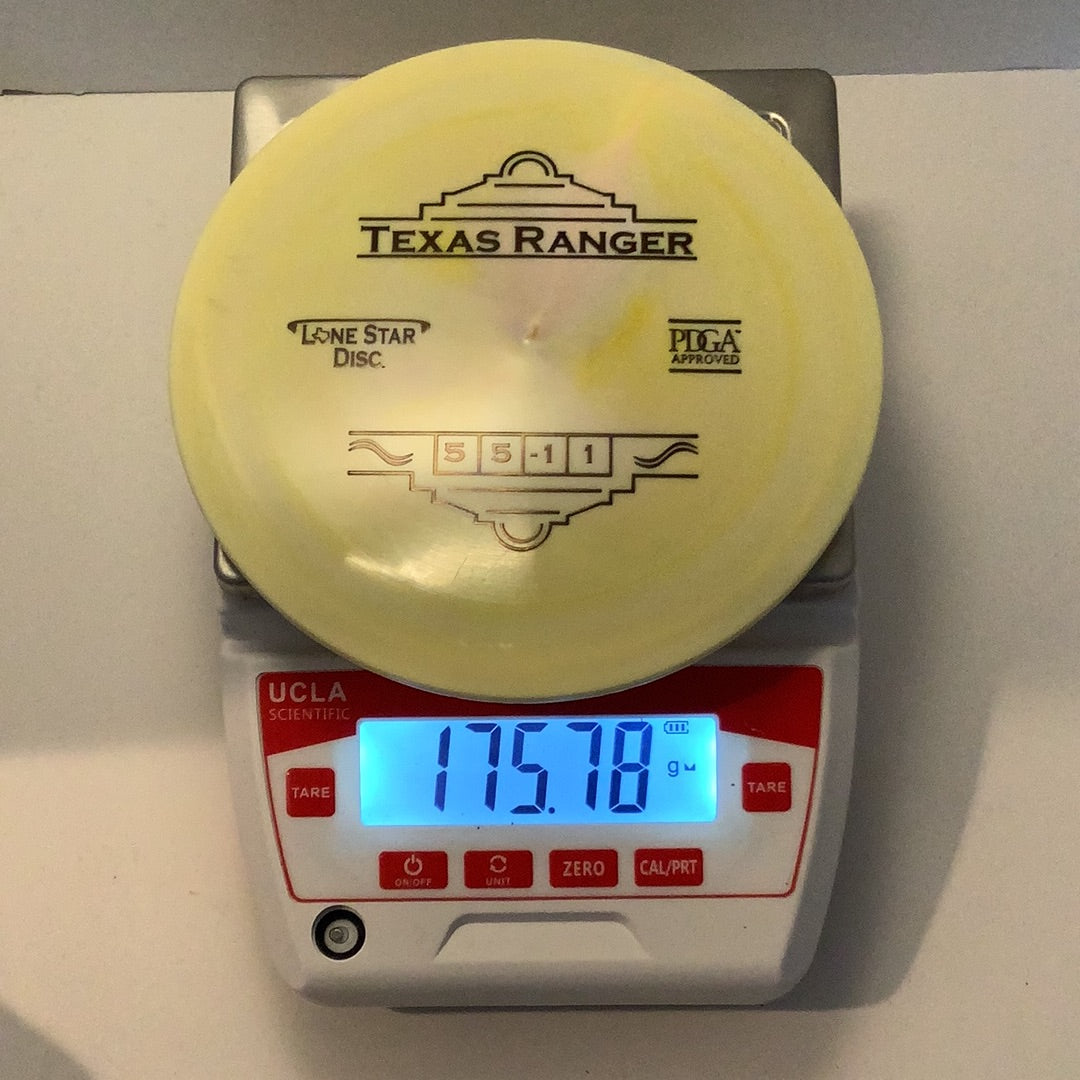 TEXAS RANGER
LONE STAR
DISC.
PDGA
APPROVED
5 5 -1 1
UCLA
SCIENTIFIC
175.78
g
TARE
TARE
ON/OFF
UNIT
ZERO
CAL/PRT